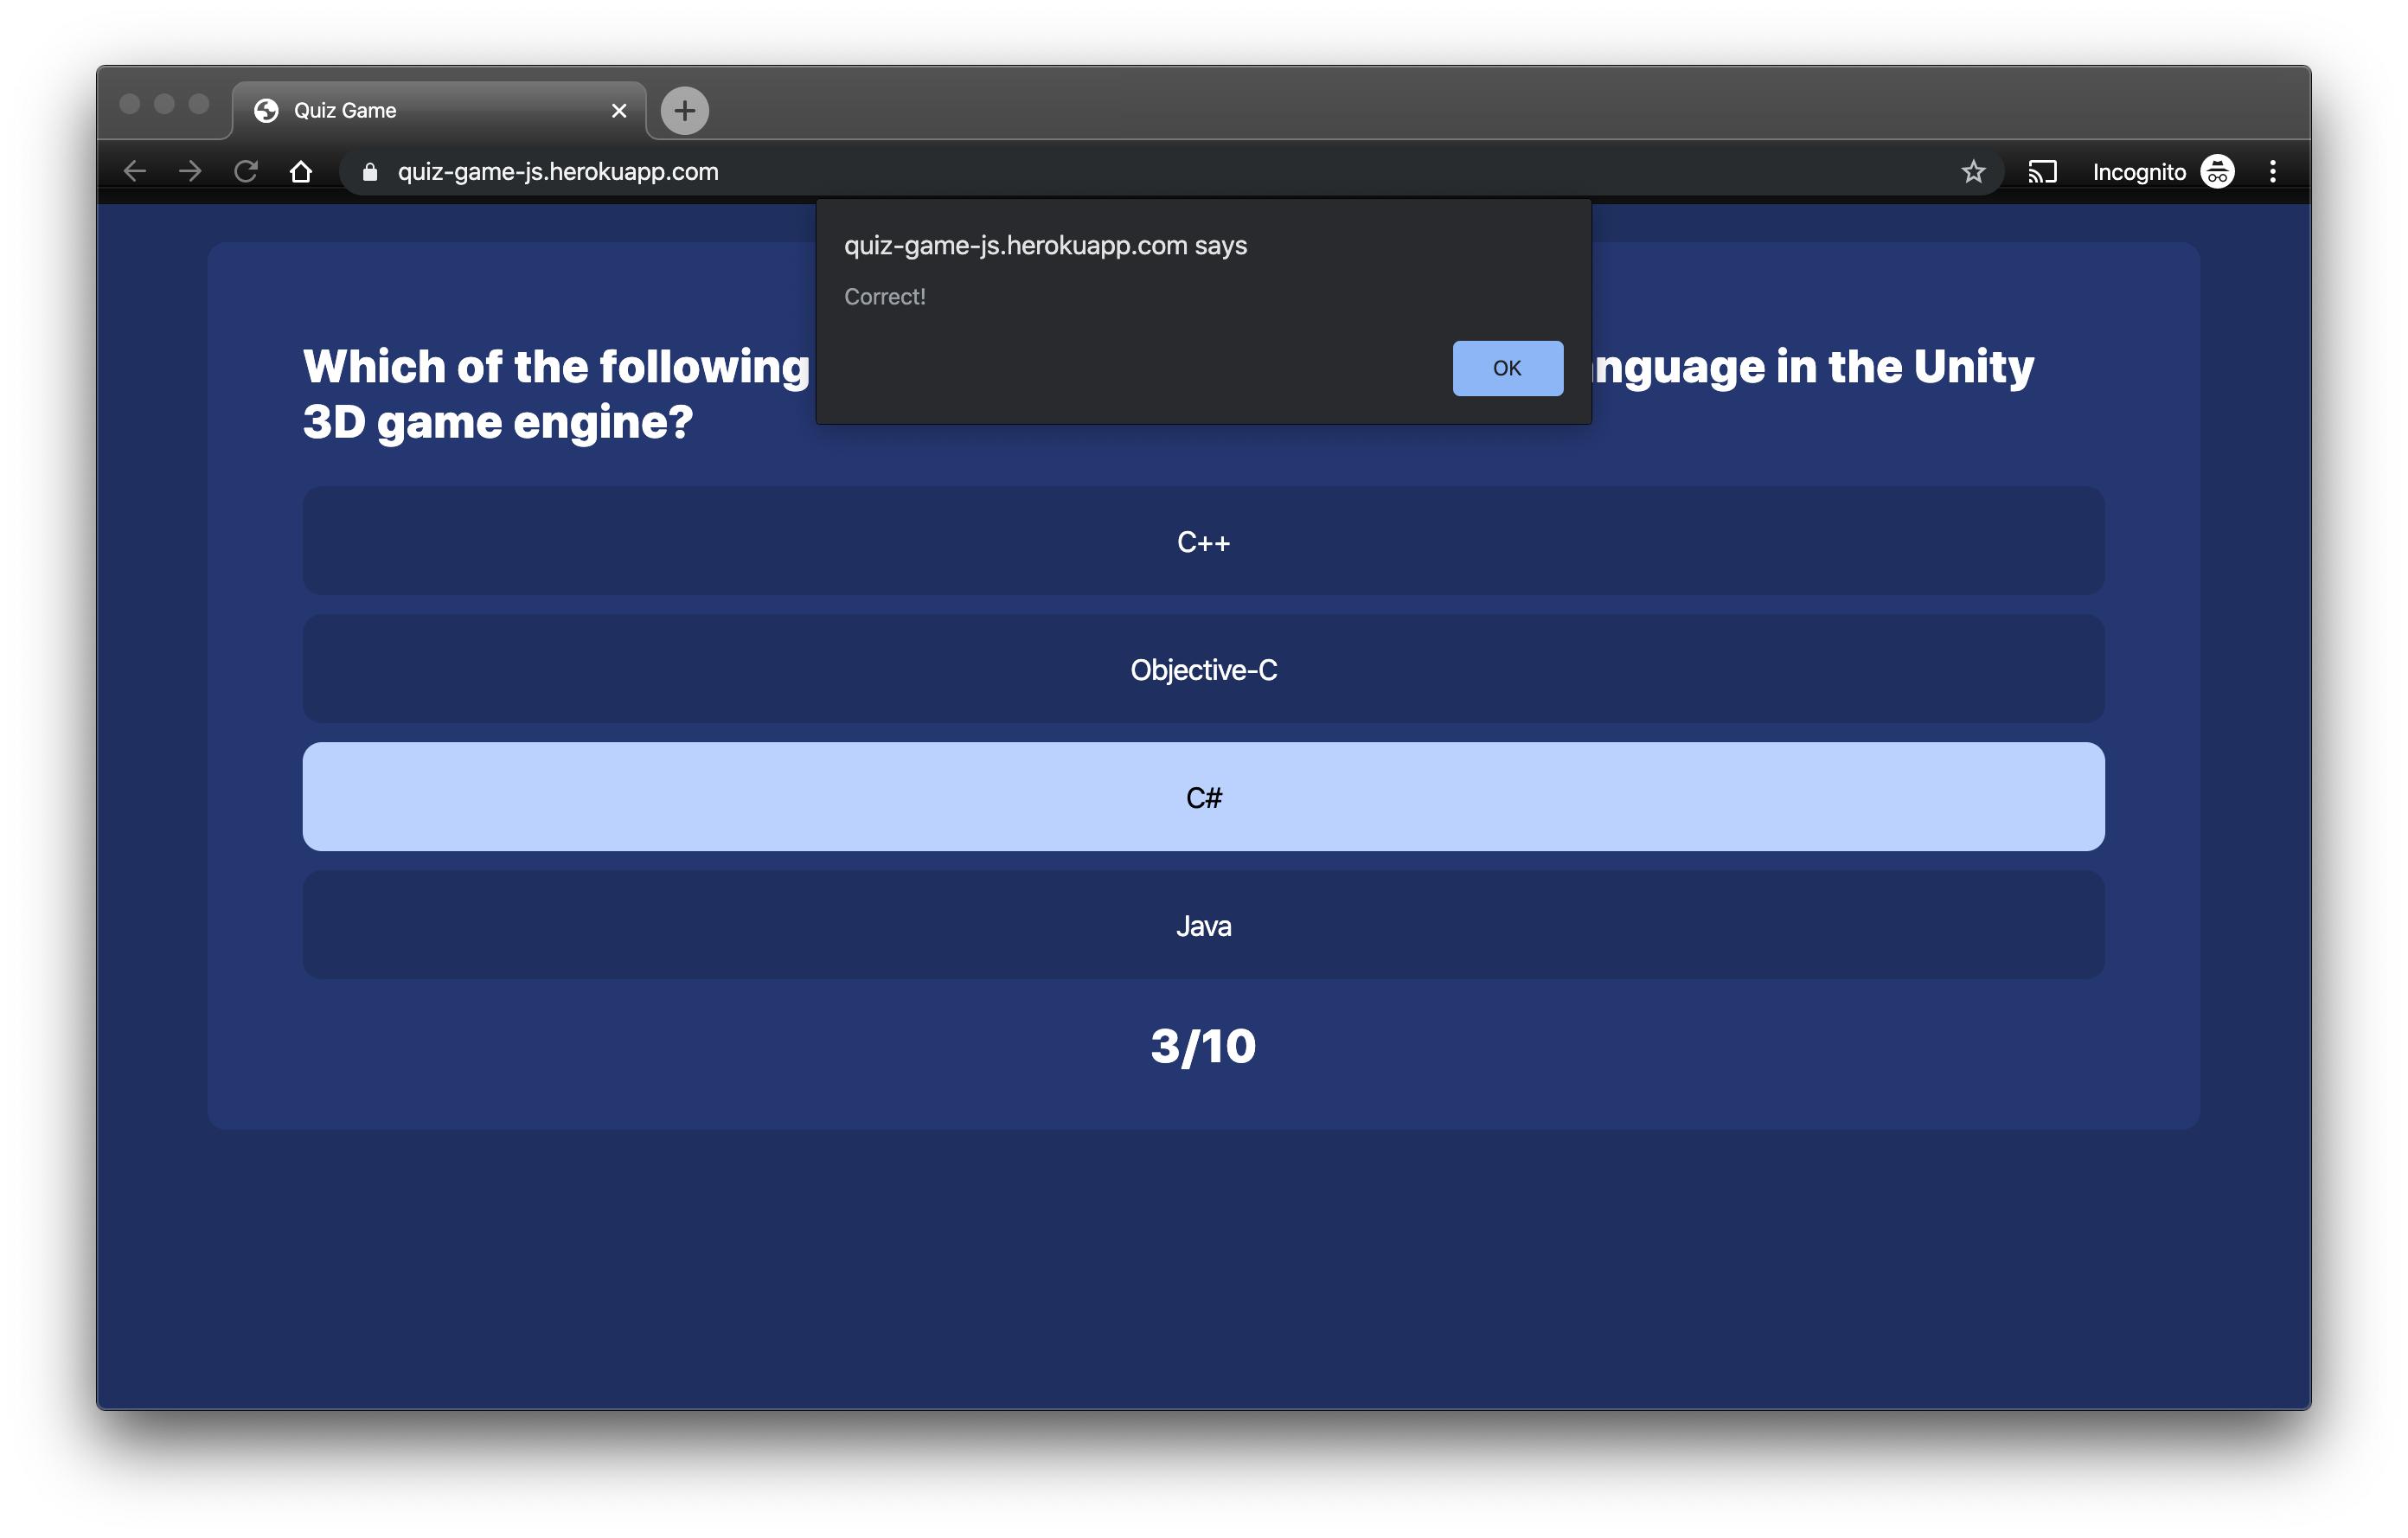 Quiz Game
quiz-game-js.herokuapp.com
Incognito
quiz-game-js.herokuapp.com says
Correct!
OK
Which of the following nguage in the Unity
3D game engine?
C++
Objective-C
C#
Java
3/10